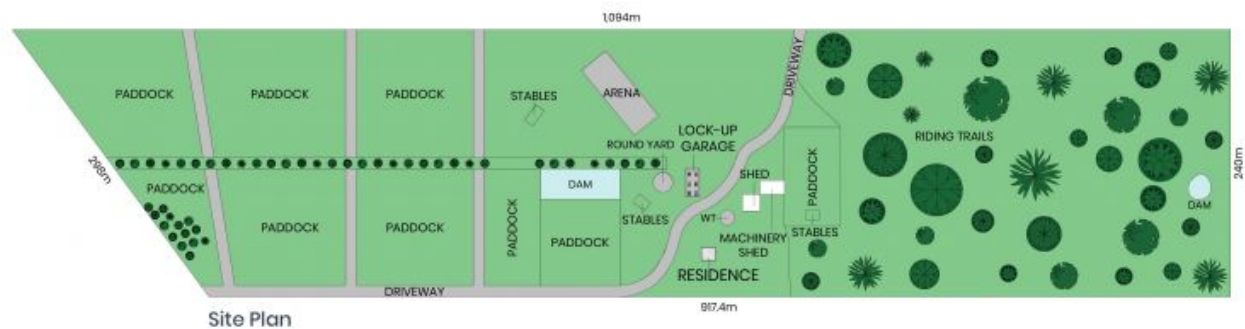 1,094m
DRIVEWAY
PADDOCK
PADDOCK
PADDOCK
STABLES
ARENA
LOCK-UP
GARAGE
ROUND YARD
RIDING TRAILS
298m
240m
PADDOCK
DAM
SHED
PADDOCK
DAM
PADDOCK
PADDOCK
PADDOCK
PADDOCK
STABLES
WT
MACHINERY
SHED
STABLES
RESIDENCE
DRIVEWAY
917.4m
Site Plan